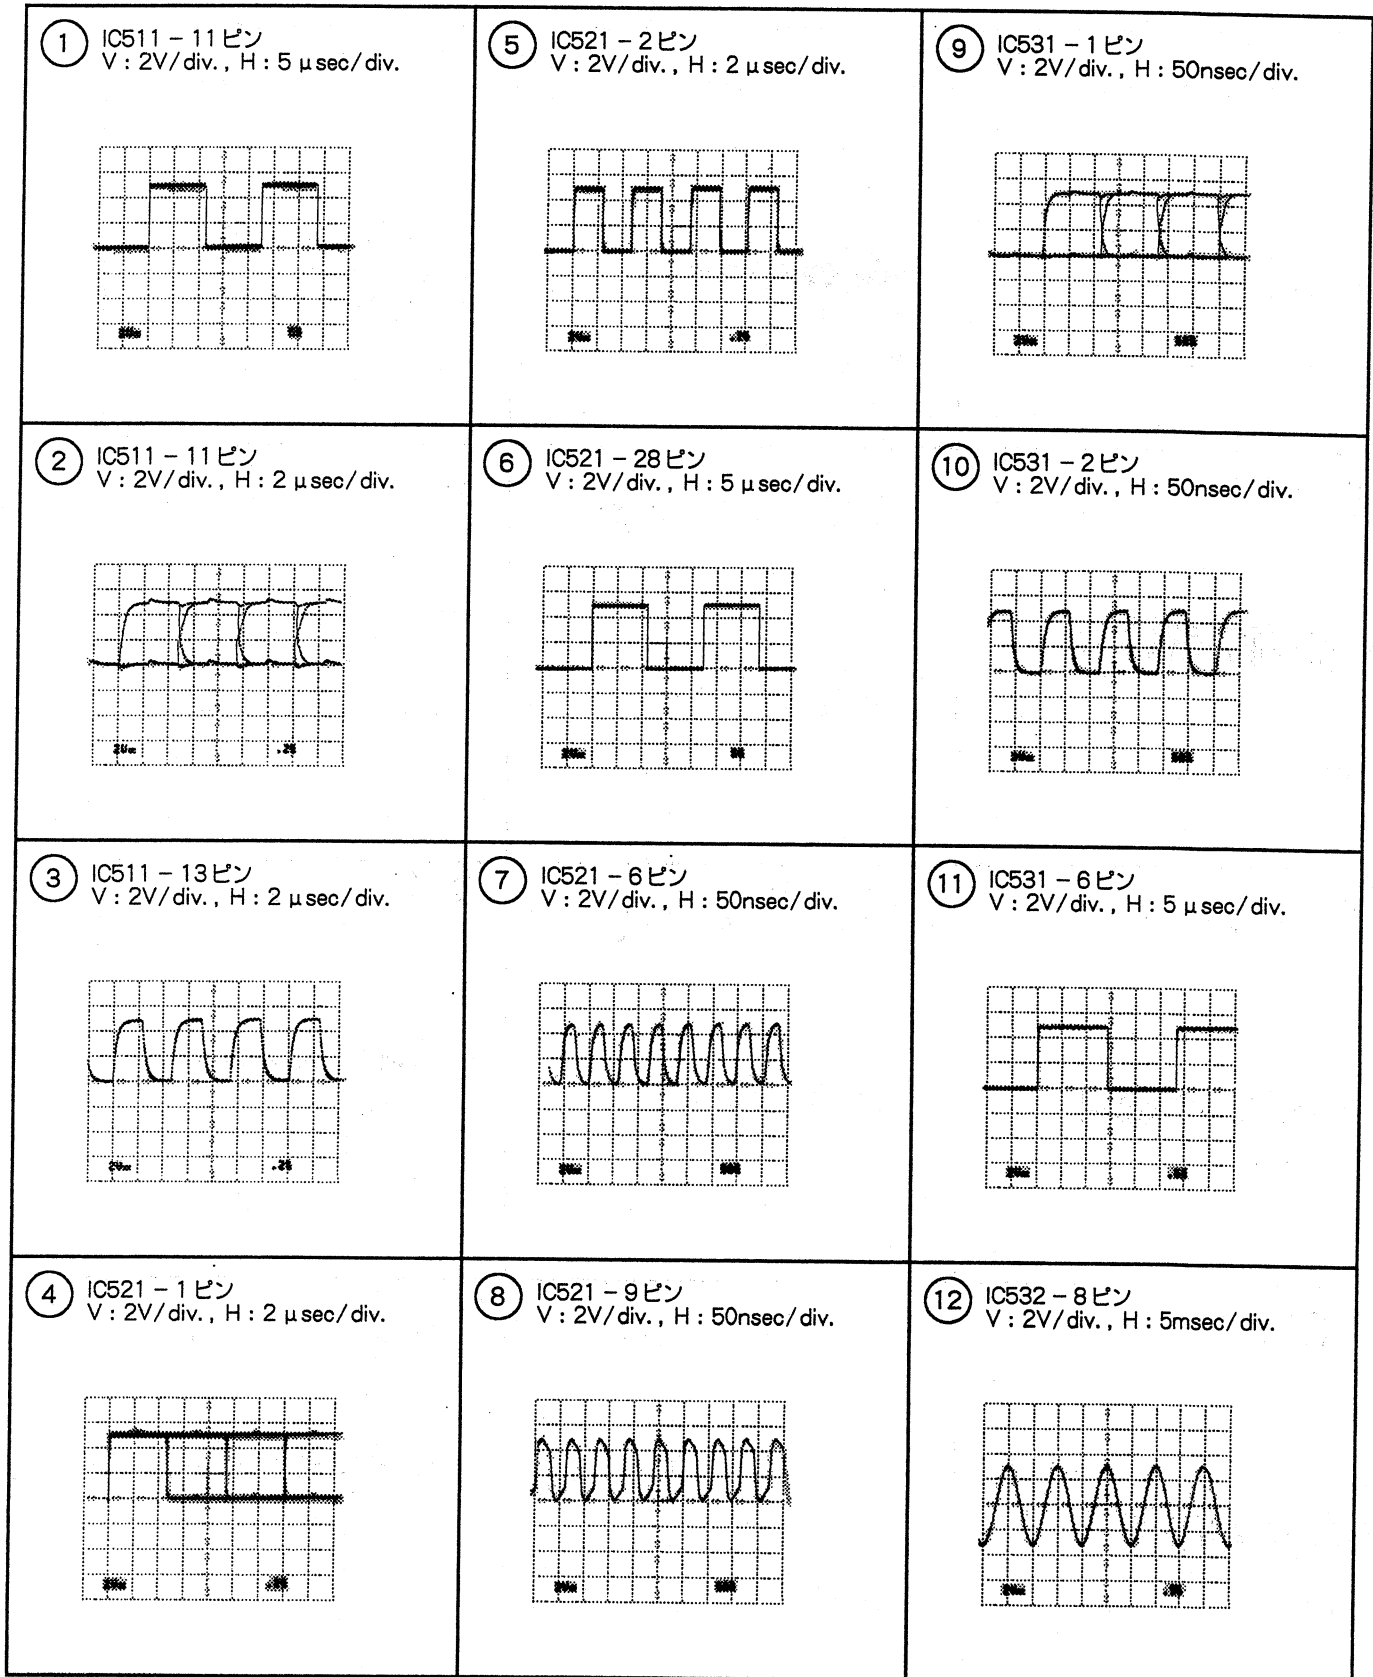 ① IC511 – 11ピン
V : 2V/div. , H : 5 μsec/div.
② IC511 – 11ピン
V : 2V/div. , H : 2 μsec/div.
2V
.2S
③ IC511 – 13ピン
V : 2V/div. , H : 2 μsec/div.
2V
.2S
④ IC521 – 1ピン
V : 2V/div. , H : 2 μsec/div.
⑤ IC521 – 2ピン
V : 2V/div. , H : 2 μsec/div.
⑥ IC521 – 28ピン
V : 2V/div. , H : 5 μsec/div.
⑦ IC521 – 6ピン
V : 2V/div. , H : 50nsec/div.
⑧ IC521 – 9ピン
V : 2V/div. , H : 50nsec/div.
⑨ IC531 – 1ピン
V : 2V/div. , H : 50nsec/div.
⑩ IC531 – 2ピン
V : 2V/div. , H : 50nsec/div.
⑪ IC531 – 6ピン
V : 2V/div. , H : 5 μsec/div.
⑫ IC532 – 8ピン
V : 2V/div. , H : 5msec/div.